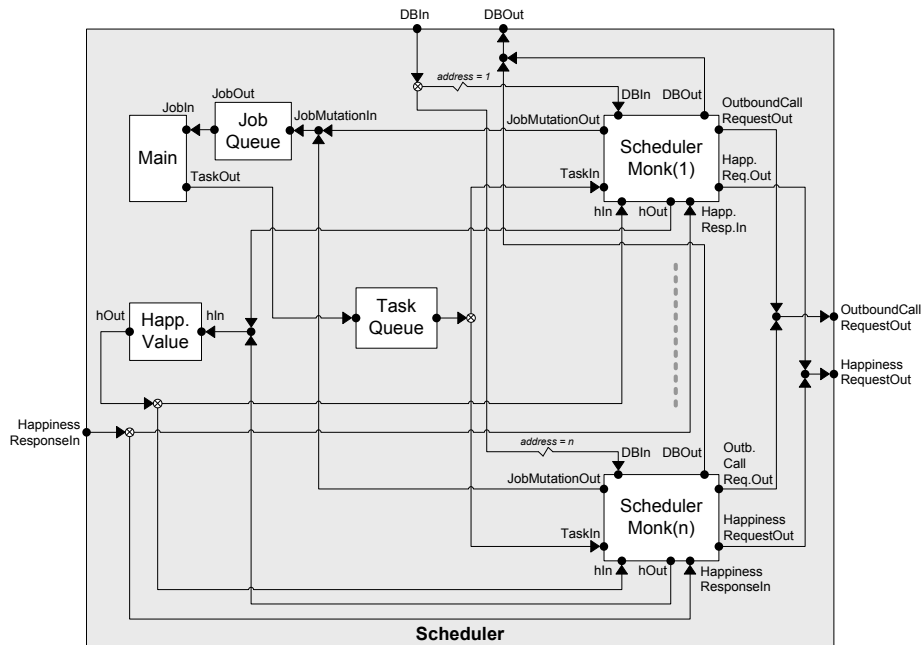 DBIn
DBOut
address = 1
DBIn
DBOut
JobOut
JobIn
JobMutationIn
JobMutationOut
OutboundCall
RequestOut
Job
Queue
Main
Scheduler
Monk(1)
Happ.
Req.Out
TaskOut
TaskIn
hIn
hOut
Happ.
Resp.In
Task
Queue
hOut
hIn
Happ.
Value
OutboundCall
RequestOut
Happiness
RequestOut
Happiness
ResponseIn
address = n
DBIn
DBOut
Outb.
Call
Req.Out
JobMutationOut
Scheduler
Monk(n)
Happiness
RequestOut
TaskIn
hIn
hOut
Happiness
ResponseIn
Scheduler